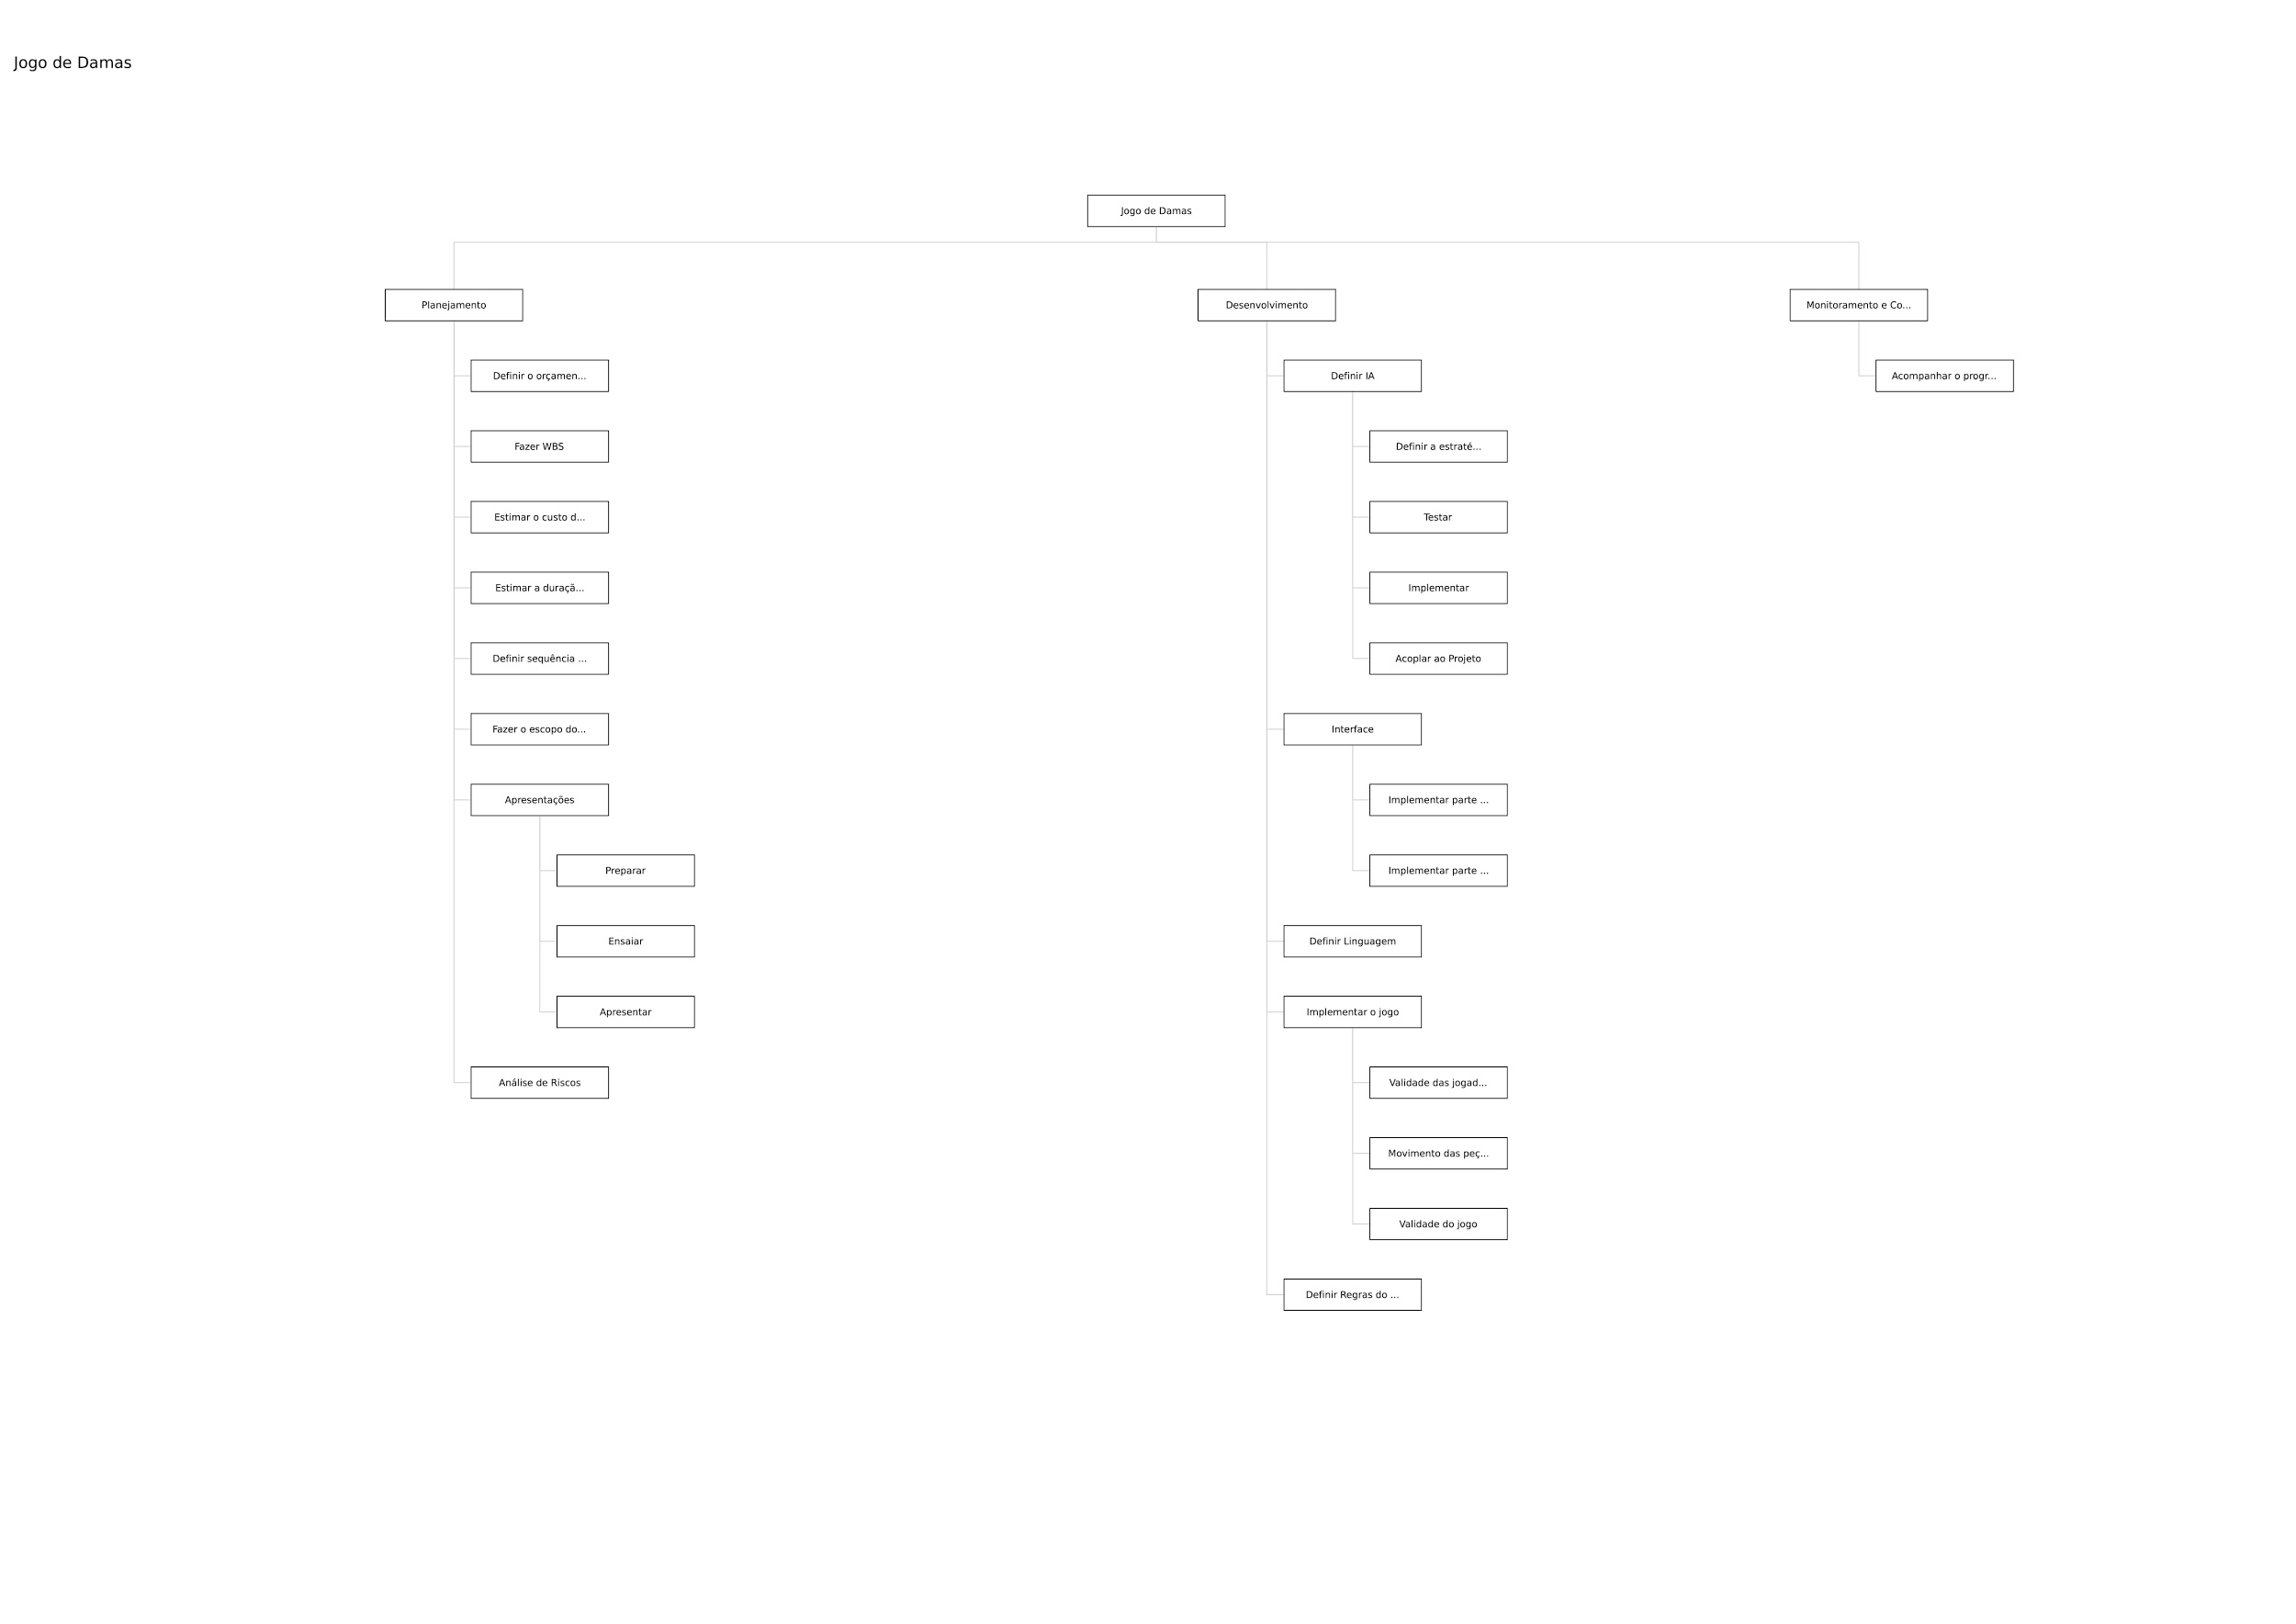 Jogo de Damas
Jogo de Damas
Planejamento
Desenvolvimento
Monitoramento e Co...
Definir o orçamen...
Fazer WBS
Estimar o custo d...
Estimar a duraçã...
Definir sequência ...
Fazer o escopo do...
Apresentações
Preparar
Ensaiar
Apresentar
Análise de Riscos
Definir IA
Definir a estraté...
Testar
Implementar
Acoplar ao Projeto
Interface
Implementar parte ...
Implementar parte ...
Definir Linguagem
Implementar o jogo
Validade das jogad...
Movimento das peç...
Validade do jogo
Definir Regras do ...
Acompanhar o progr...